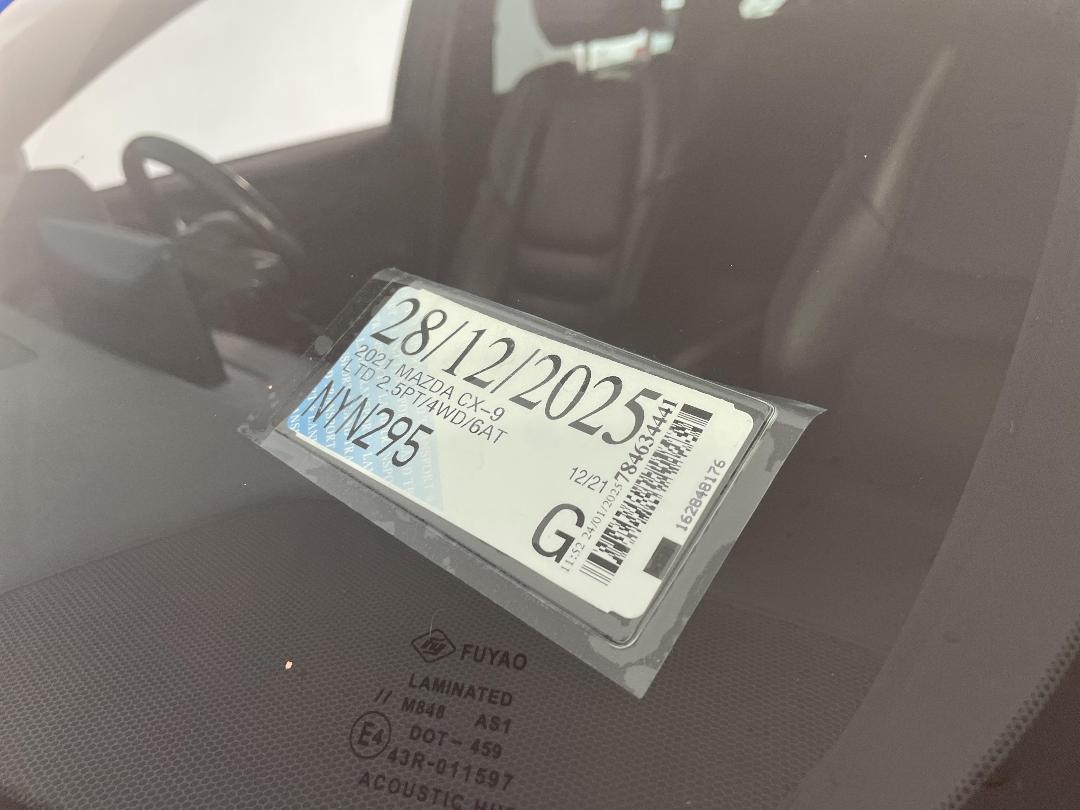 28/12/2025
2021 MAZDA CX-9
LTD 2.5PT/4WD/6AT
NYN295
12/21
G
11:52 24/01/2025
784634441
162848176
FUYAO
LAMINATED
// M848 AS1
DOT-459
E4
43R-011597
ACOUSTIC